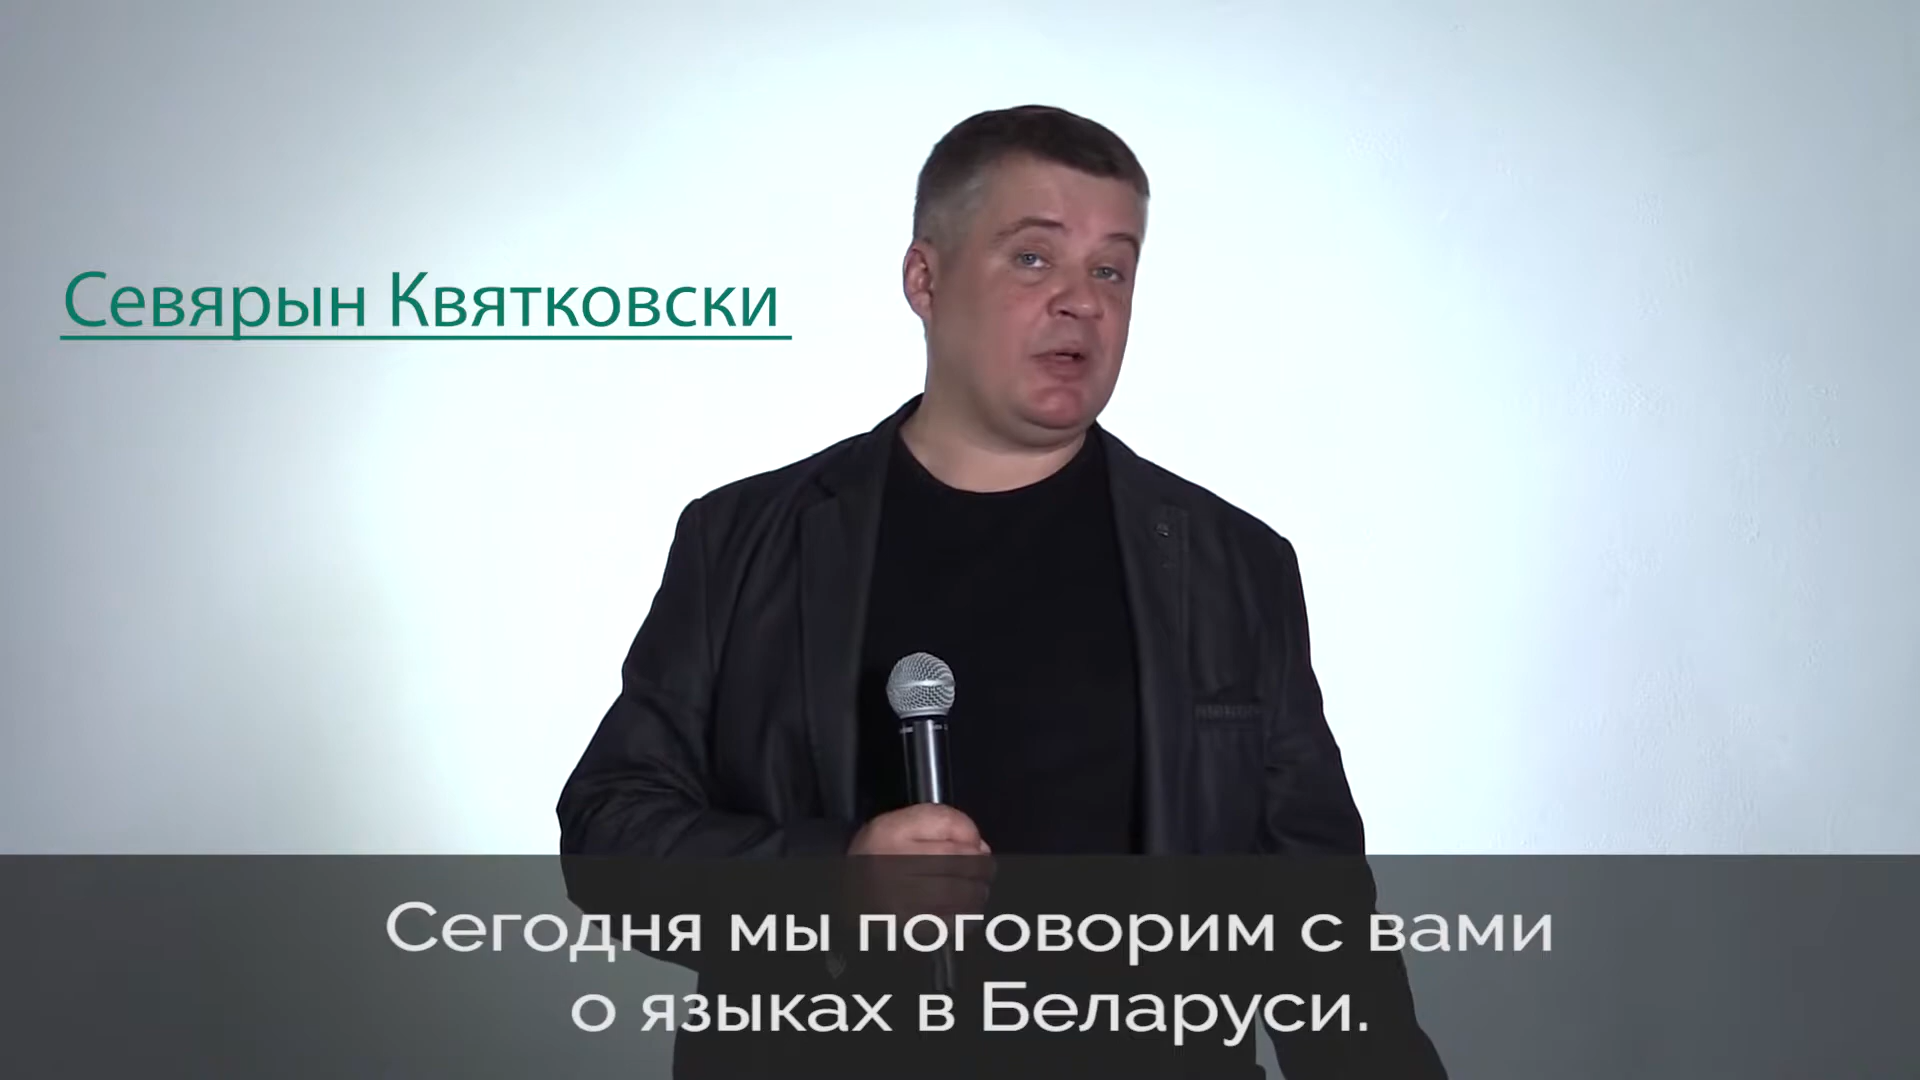 Севярын Квятковски
Сегодня мы поговорим с вами
о языках в Беларуси.